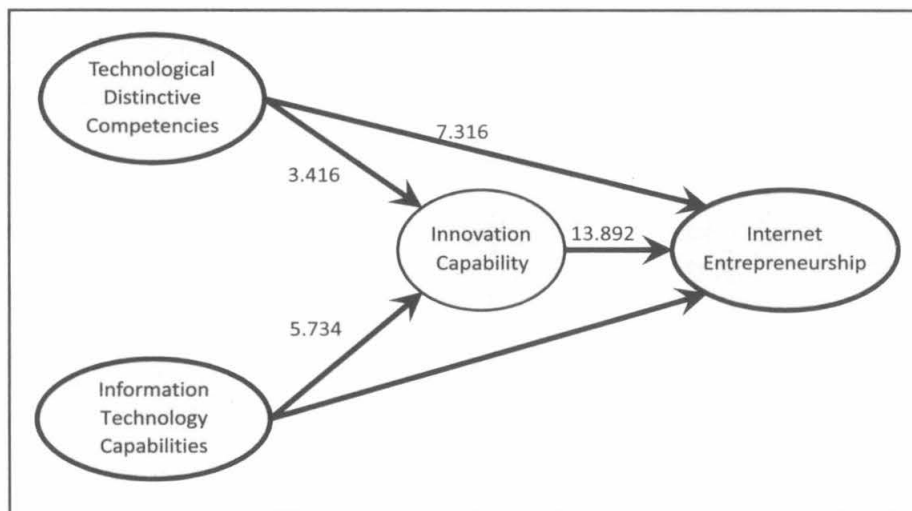 Technological
Distinctive
Competencies
7.316
3.416
Innovation
Capability
13.892
Internet
Entrepreneurship
5.734
Information
Technology
Capabilities